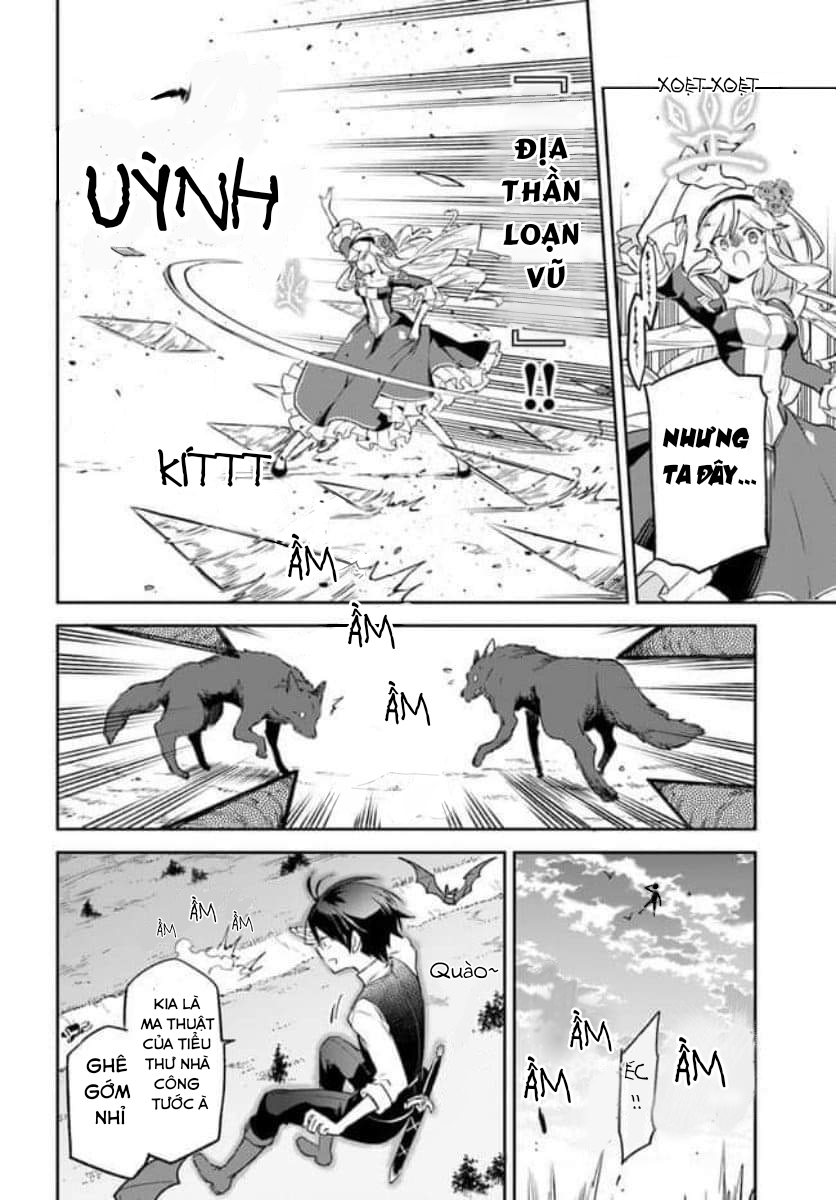 XOẸT XOẸT
NHƯNG
TA ĐÂY...
『
ĐỊA
THẦN
LOẠN
VŨ
』
!!
UỲNH
KÍTTT
ẦM
ẦM
ẦM
ẦM
ÉC
!!
ẦM
ẦM
ẦM
ẦM
Quào~
KIA LÀ
MA THUẬT
CỦA TIỂU
THƯ NHÀ
CÔNG
TƯỚC À
GHÊ
GỚM
NHỈ